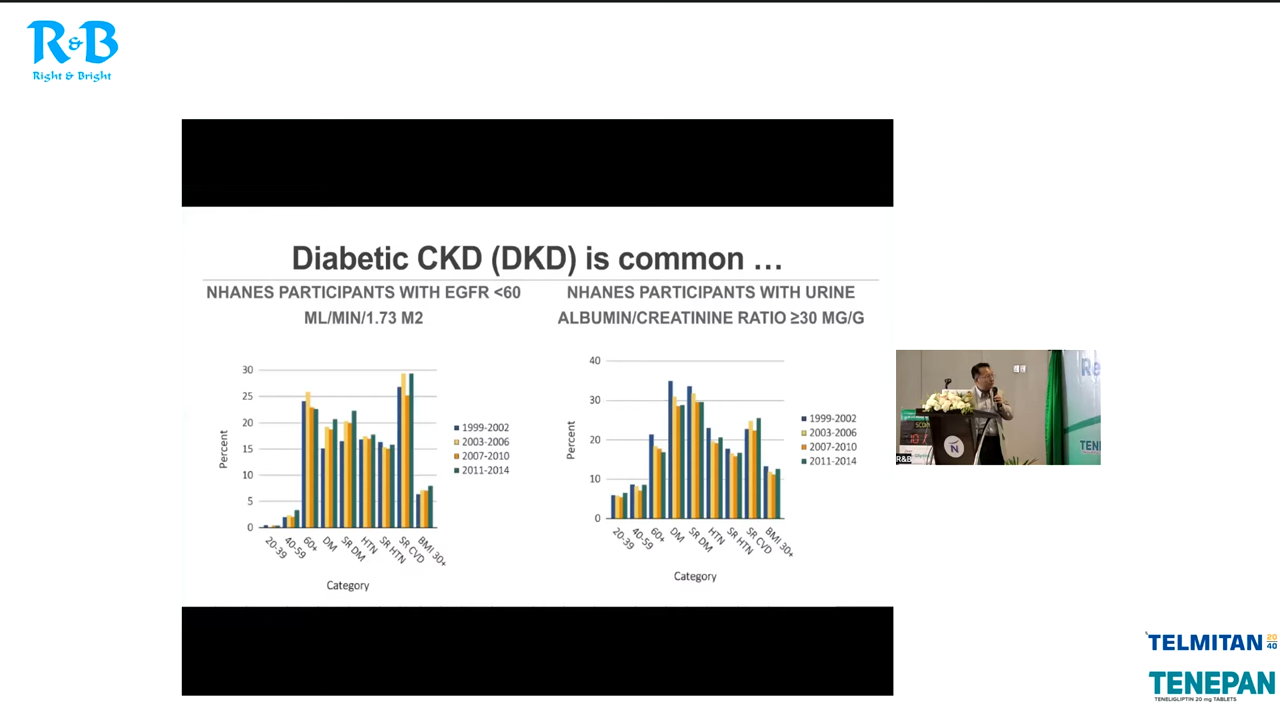 R&B
Right & Bright
Diabetic CKD (DKD) is common …
NHANES PARTICIPANTS WITH EGFR <60
ML/MIN/1.73 M2
NHANES PARTICIPANTS WITH URINE
ALBUMIN/CREATININE RATIO ≥30 MG/G
30
25
20
15
10
5
0
Percent
20-39
40-59
60+
DM
SR DM
HTN
SR HTN
SR CVD
BMI 30+
Category
1999-2002
2003-2006
2007-2010
2011-2014
40
30
20
10
0
Percent
20-39
40-59
60+
DM
SR DM
HTN
SR HTN
SR CVD
BMI 30+
Category
1999-2002
2003-2006
2007-2010
2011-2014
Re
TENE
N
R&B
TELMITAN 20 40
TENEPAN
TENELIGLIPTIN 20 mg TABLETS